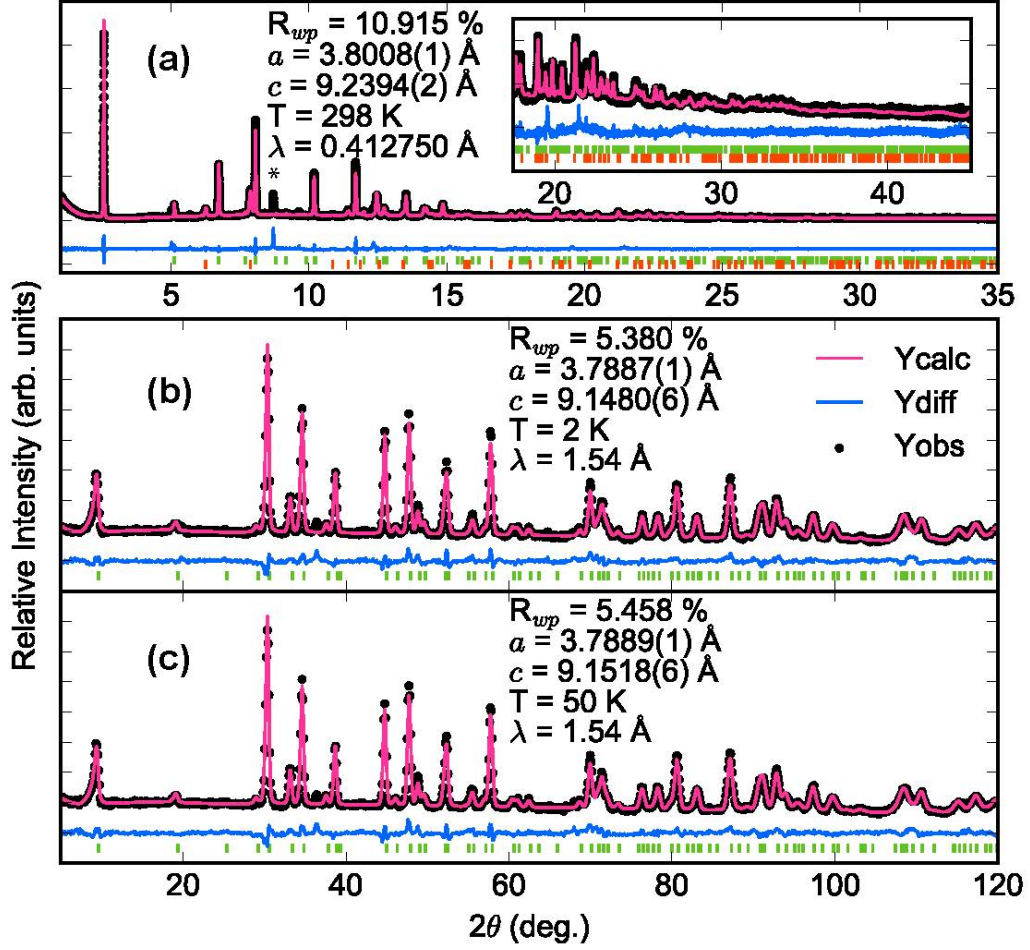 (a)
R_wp = 10.915 %
a = 3.8008(1) Å
c = 9.2394(2) Å
T = 298 K
λ = 0.412750 Å
*
20 30 40
5 10 15 20 25 30 35
Relative Intensity (arb. units)
(b)
R_wp = 5.380 %
a = 3.7887(1) Å
c = 9.1480(6) Å
T = 2 K
λ = 1.54 Å
Ycalc
Ydiff
Yobs
(c)
R_wp = 5.458 %
a = 3.7889(1) Å
c = 9.1518(6) Å
T = 50 K
λ = 1.54 Å
20 40 60 80 100 120
2θ (deg.)